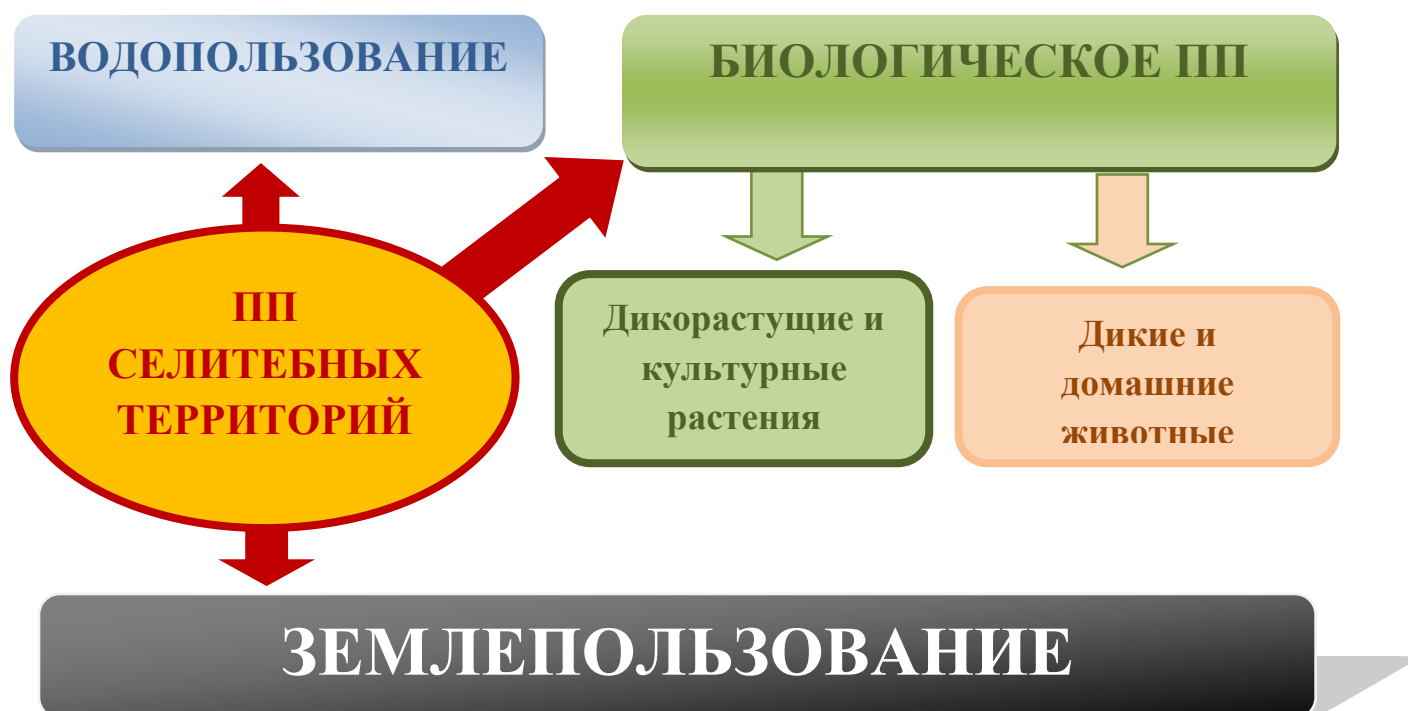 ВОДОПОЛЬЗОВАНИЕ
БИОЛОГИЧЕСКОЕ ПП
ПП
СЕЛИТЕБНЫХ
ТЕРРИТОРИЙ
Дикорастущие и
культурные
растения
Дикие и
домашние
животные
ЗЕМЛЕПОЛЬЗОВАНИЕ